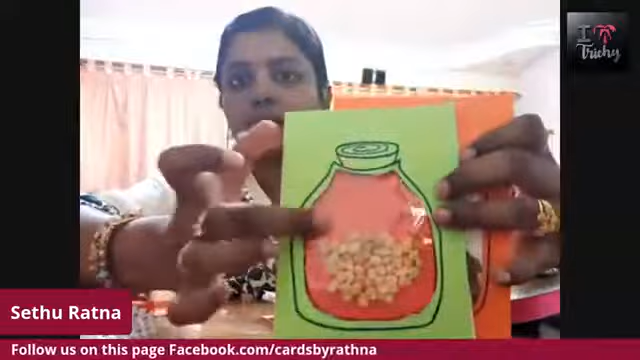 I
Trichy
Sethu Ratna
Follow us on this page Facebook.com/cardsbyrathna